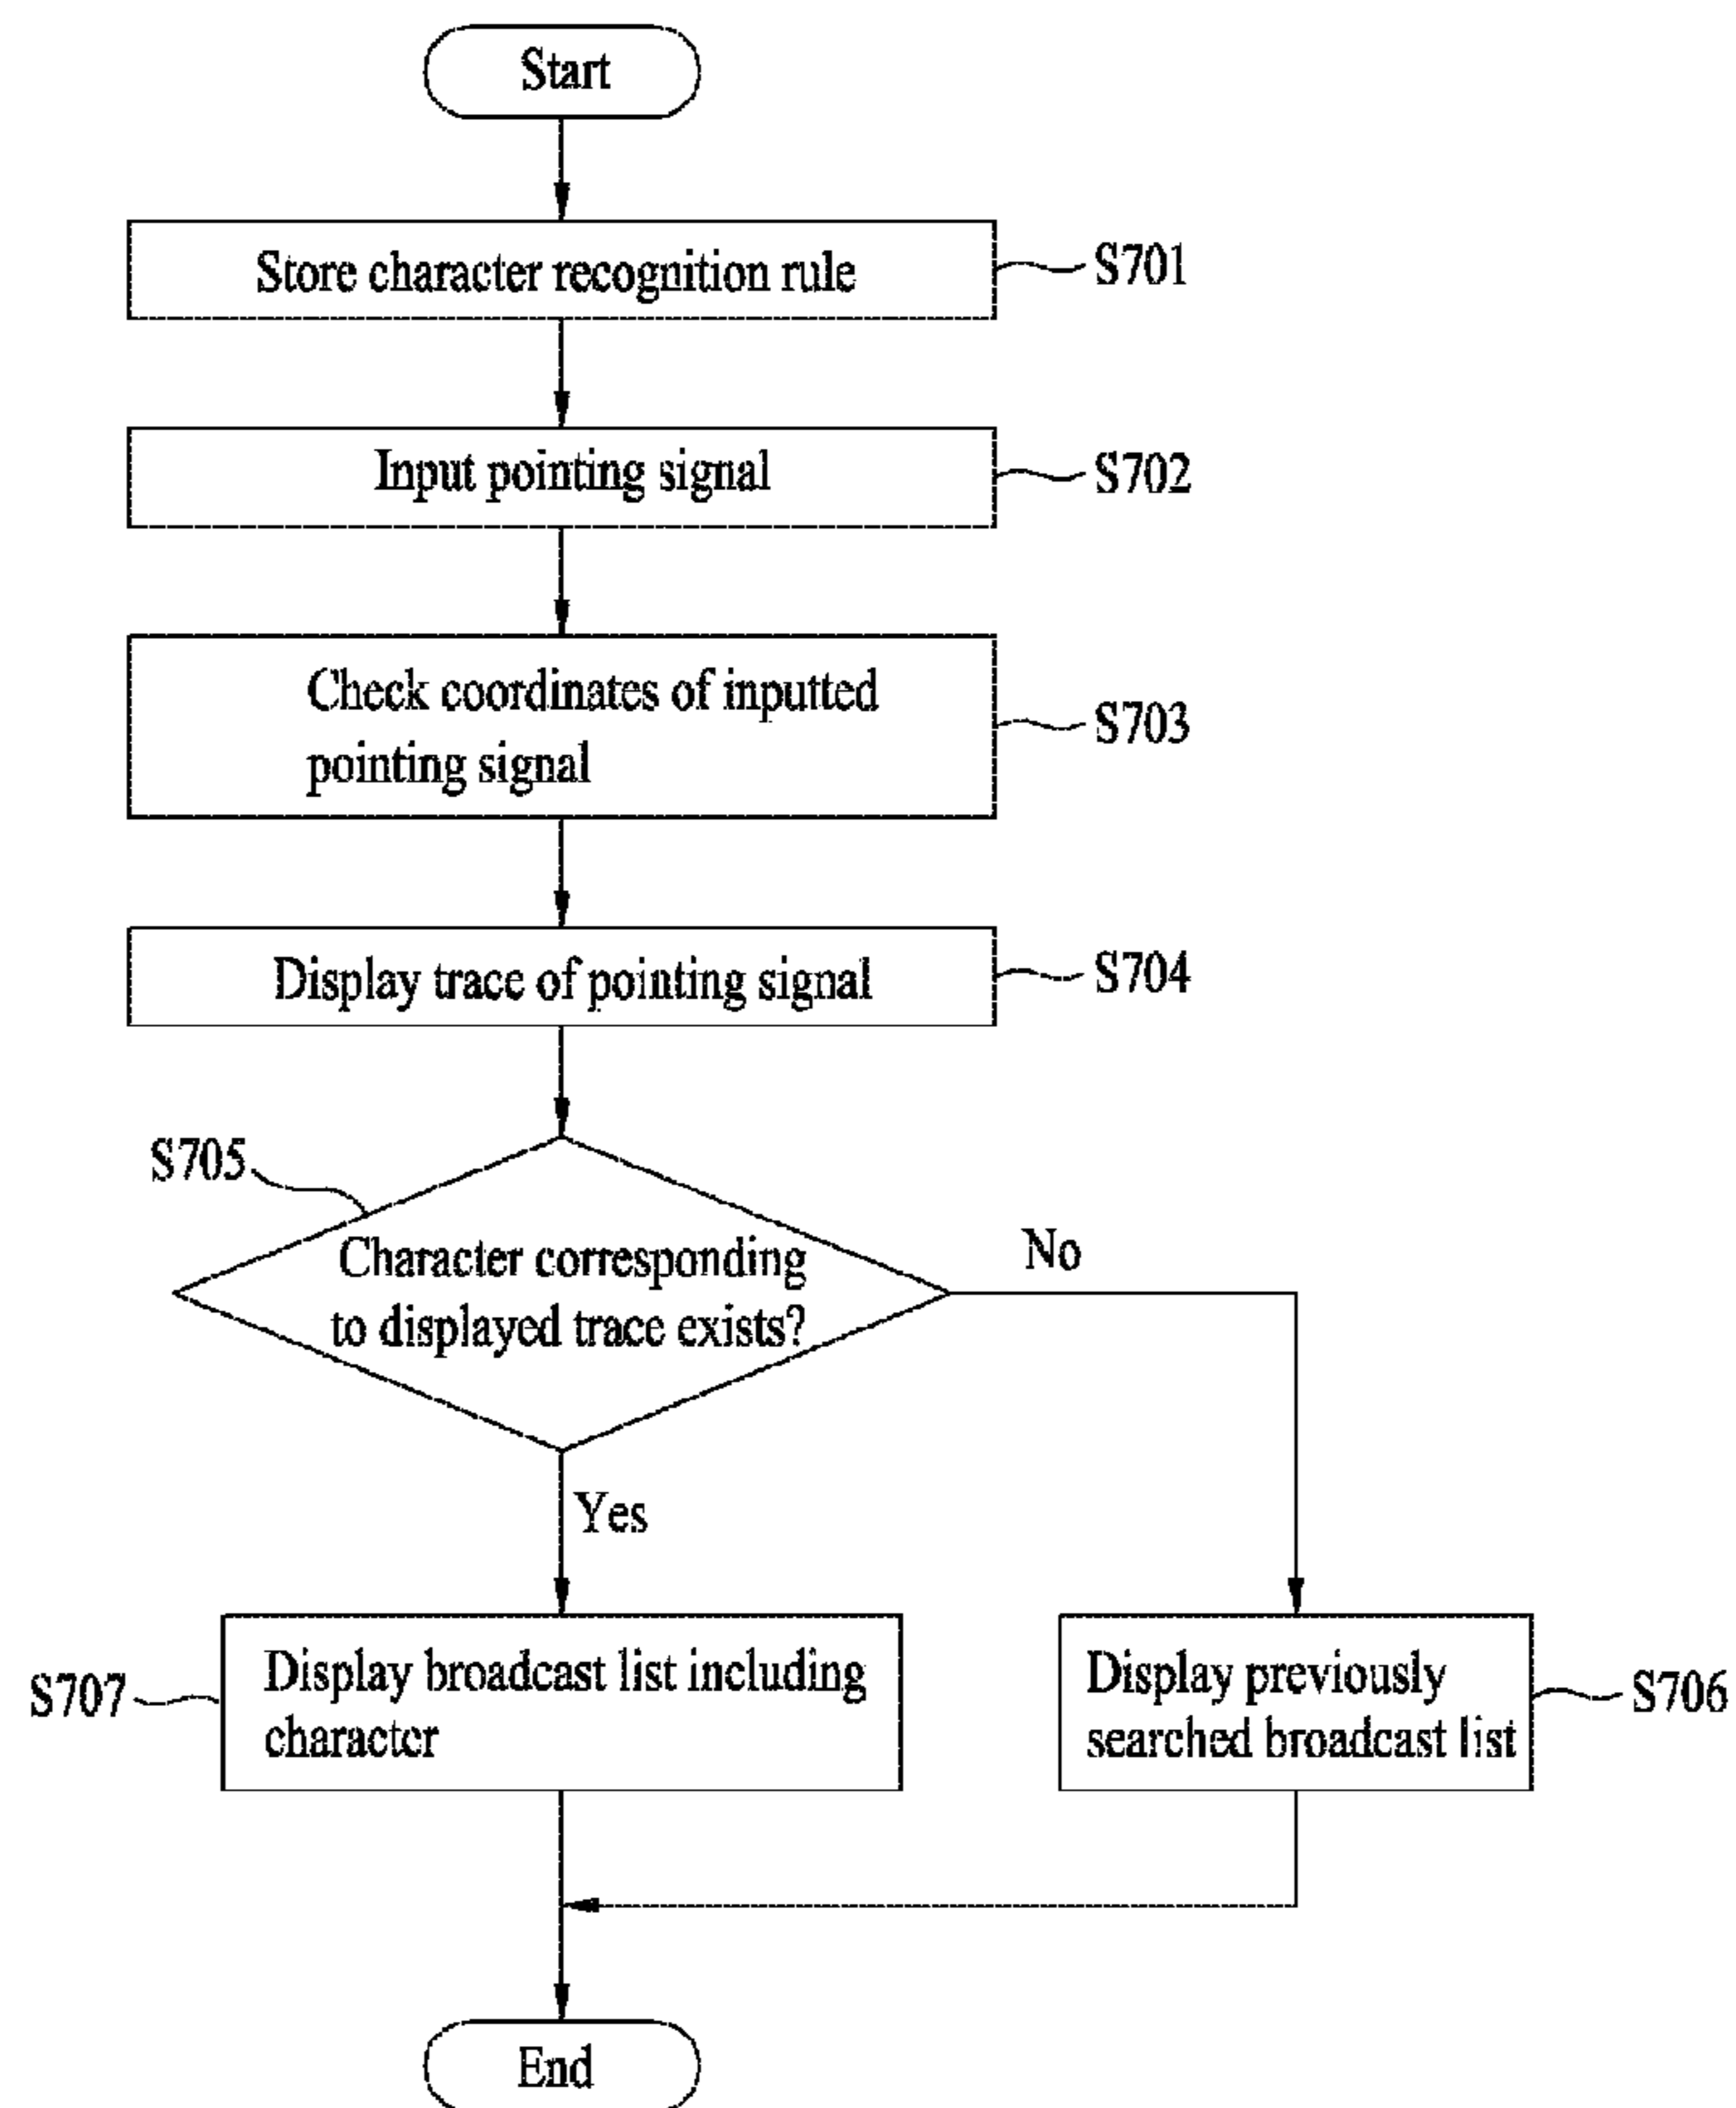 Start
Store character recognition rule
S701
Input pointing signal
S702
Check coordinates of inputted
pointing signal
S703
Display trace of pointing signal
S704
S705
Character corresponding
to displayed trace exists?
No
Yes
S707
Display broadcast list including
character
Display previously
searched broadcast list
S706
End